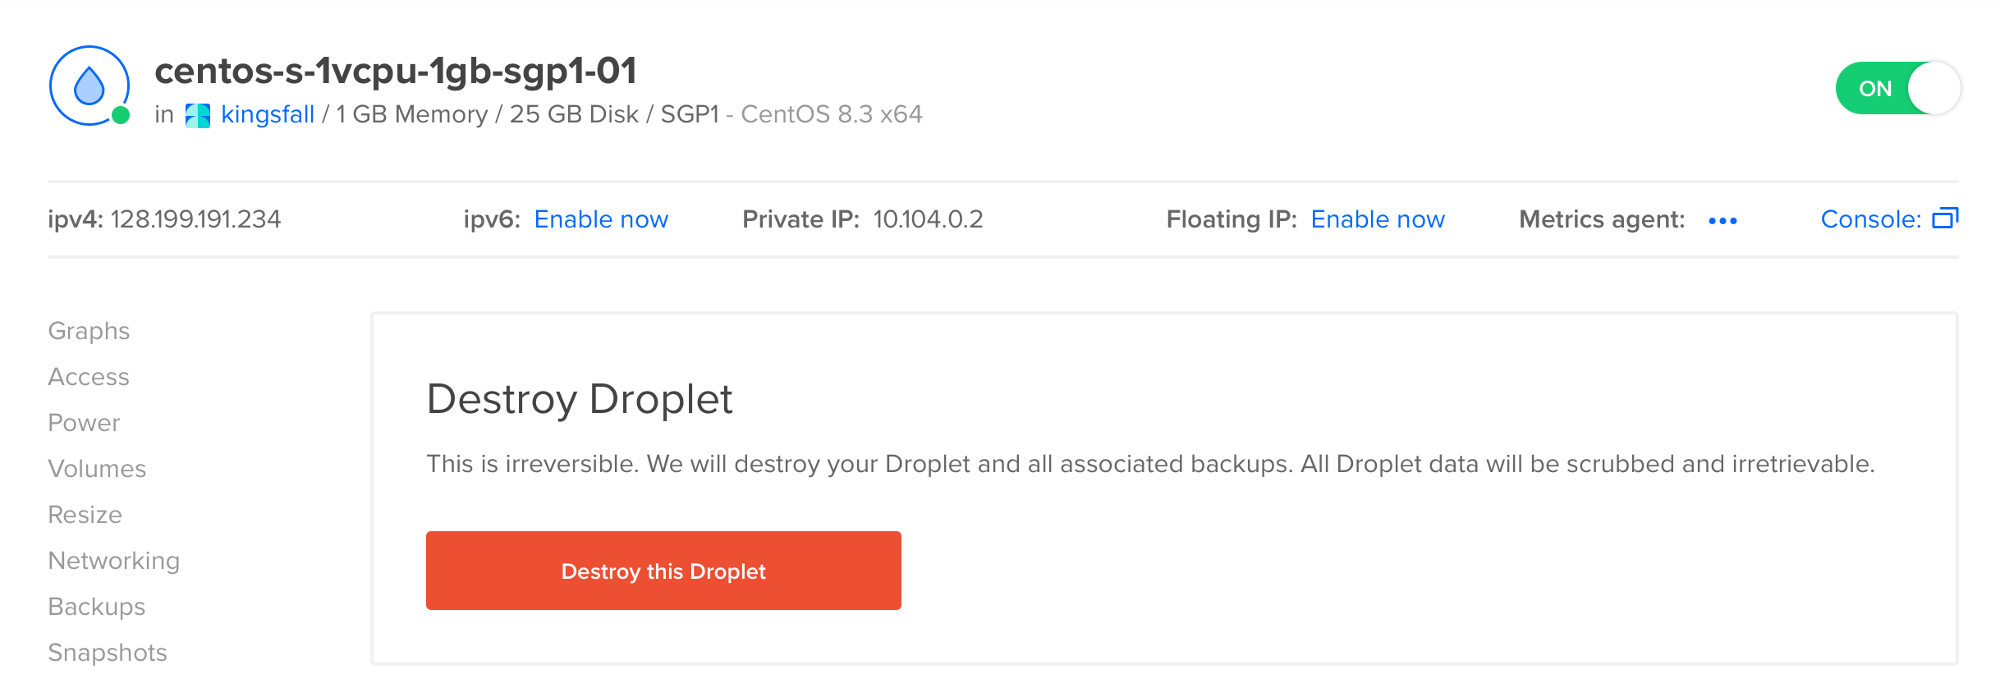 centos-s-1vcpu-1gb-sgp1-01
in kingsfall / 1 GB Memory / 25 GB Disk / SGP1 - CentOS 8.3 x64
ON
ipv4: 128.199.191.234 ipv6: Enable now Private IP: 10.104.0.2 Floating IP: Enable now Metrics agent: ••• Console:
Graphs
Access
Power
Volumes
Resize
Networking
Backups
Snapshots
Destroy Droplet
This is irreversible. We will destroy your Droplet and all associated backups. All Droplet data will be scrubbed and irretrievable.
Destroy this Droplet